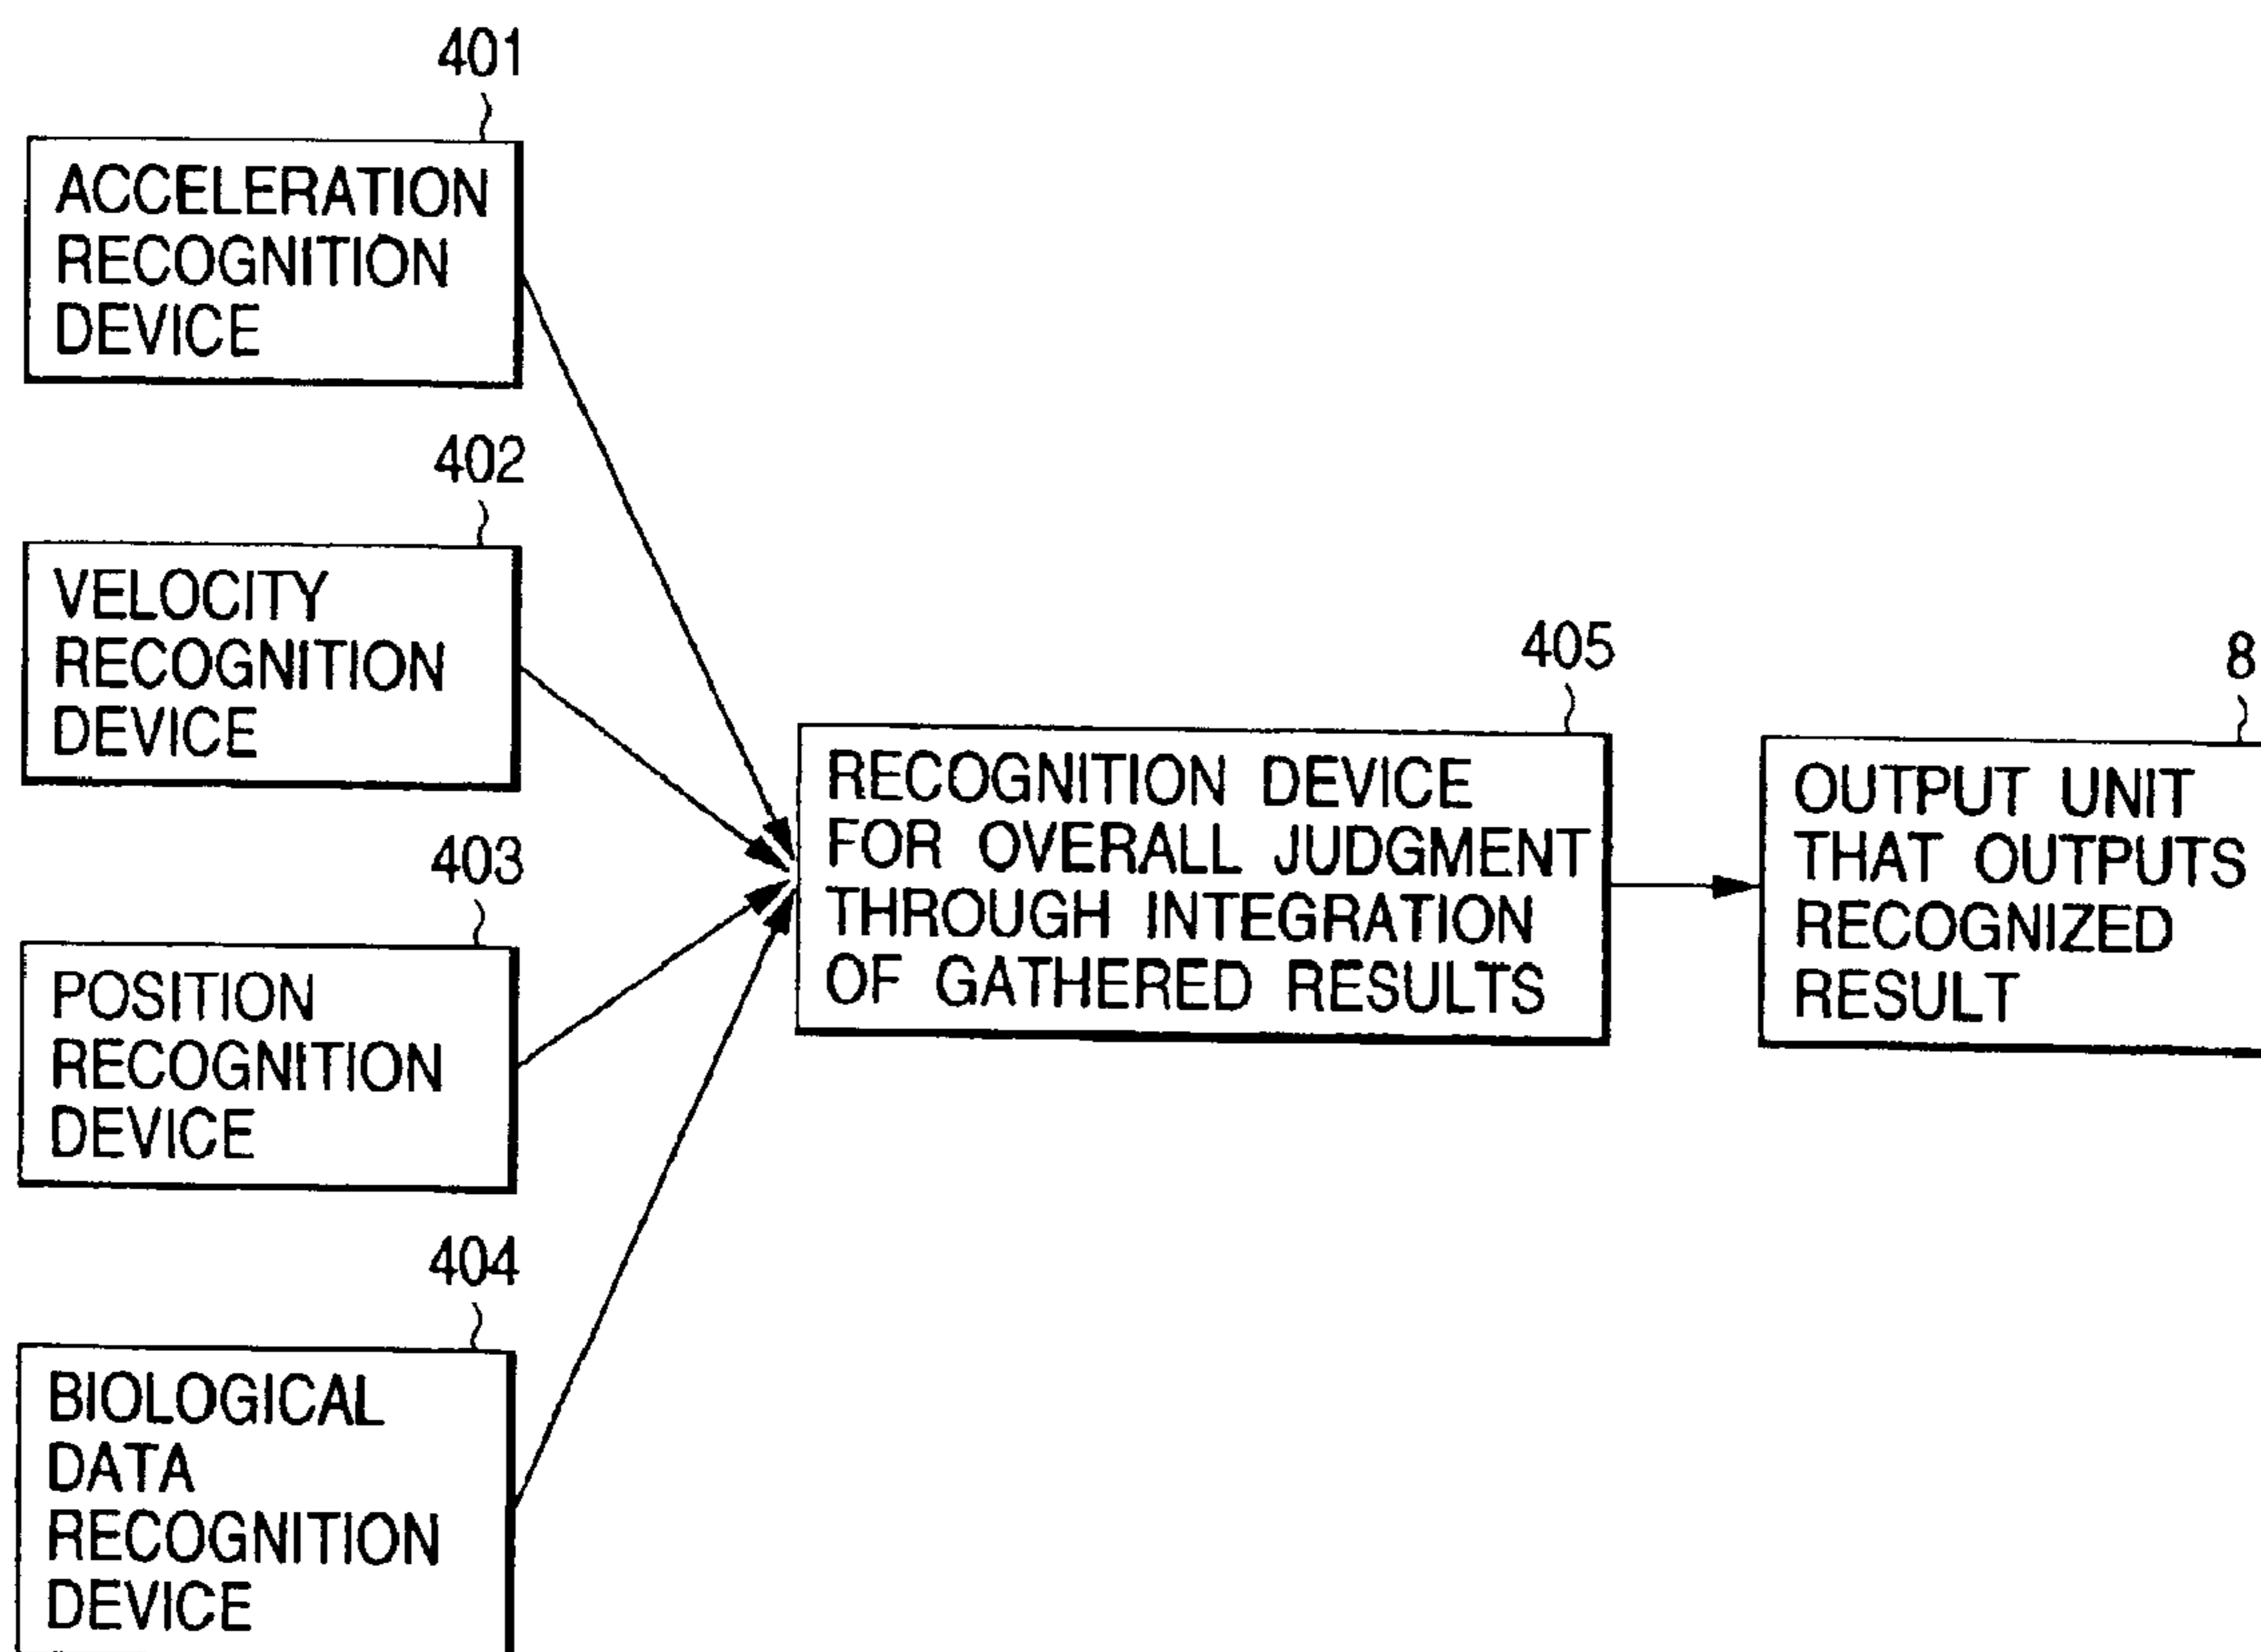 401
ACCELERATION
RECOGNITION
DEVICE
402
VELOCITY
RECOGNITION
DEVICE
403
POSITION
RECOGNITION
DEVICE
404
BIOLOGICAL
DATA
RECOGNITION
DEVICE
405
RECOGNITION DEVICE
FOR OVERALL JUDGMENT
THROUGH INTEGRATION
OF GATHERED RESULTS
8
OUTPUT UNIT
THAT OUTPUTS
RECOGNIZED
RESULT